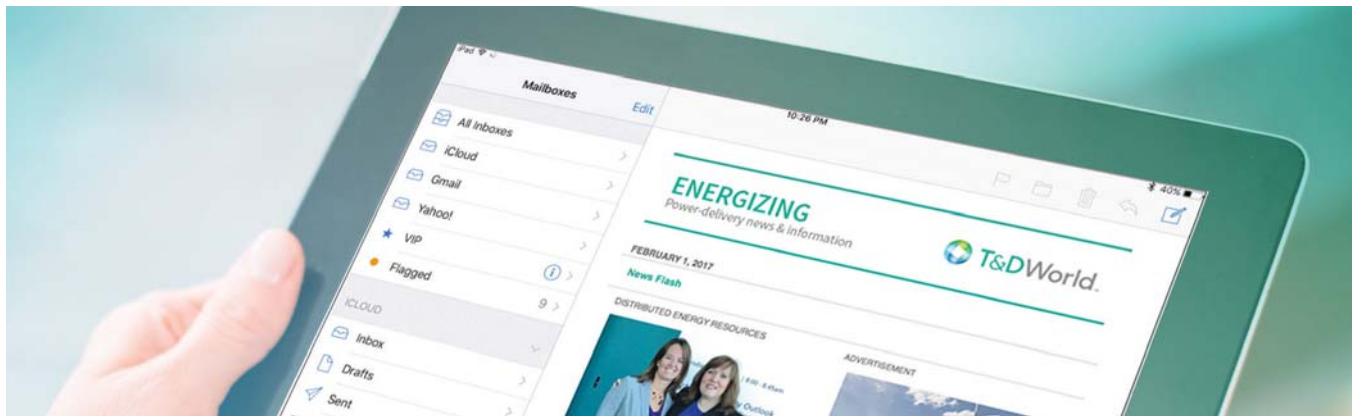 iPad
10:26 PM
40%
Mailboxes
Edit
All Inboxes
iCloud
Gmail
Yahoo!
VIP
Flagged
9
ICLOUD
Inbox
Drafts
Sent
ENERGIZING
Power-delivery news & information
T&DWorld.
FEBRUARY 1, 2017
News Flash
DISTRIBUTED ENERGY RESOURCES
ADVERTISEMENT
Outlook